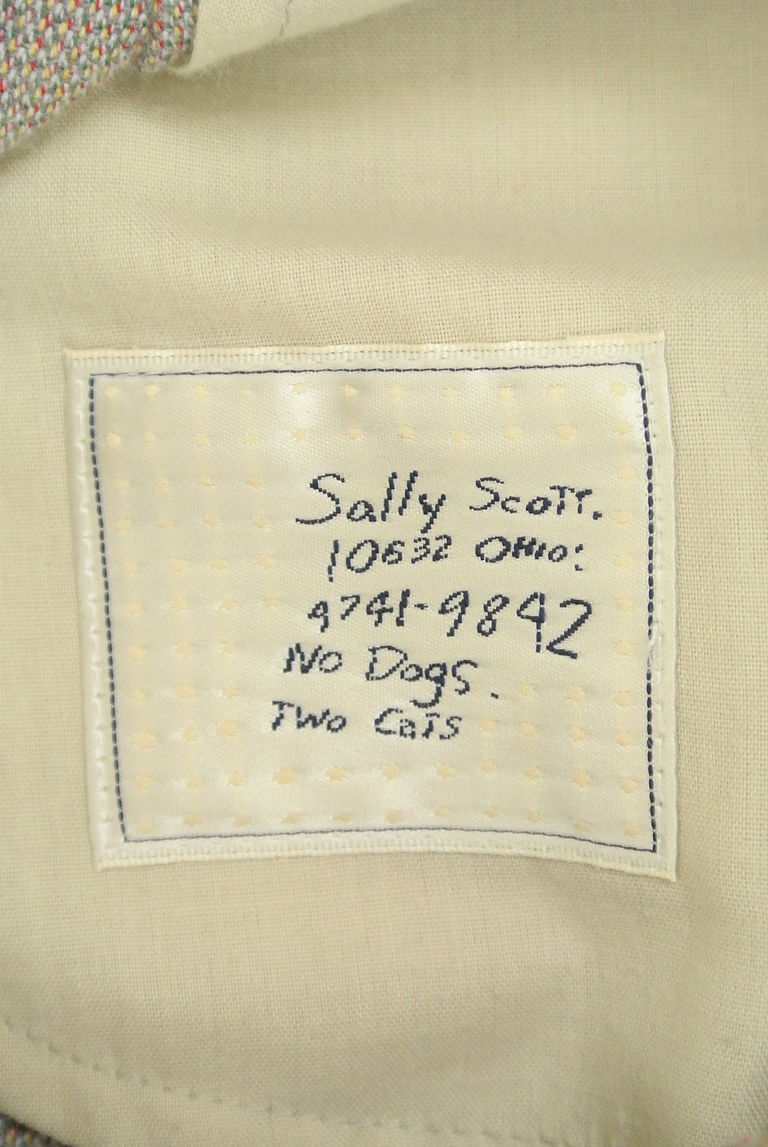 Sally Scott.
10632 Ohio:
4741-9842
No Dogs.
Two Cats